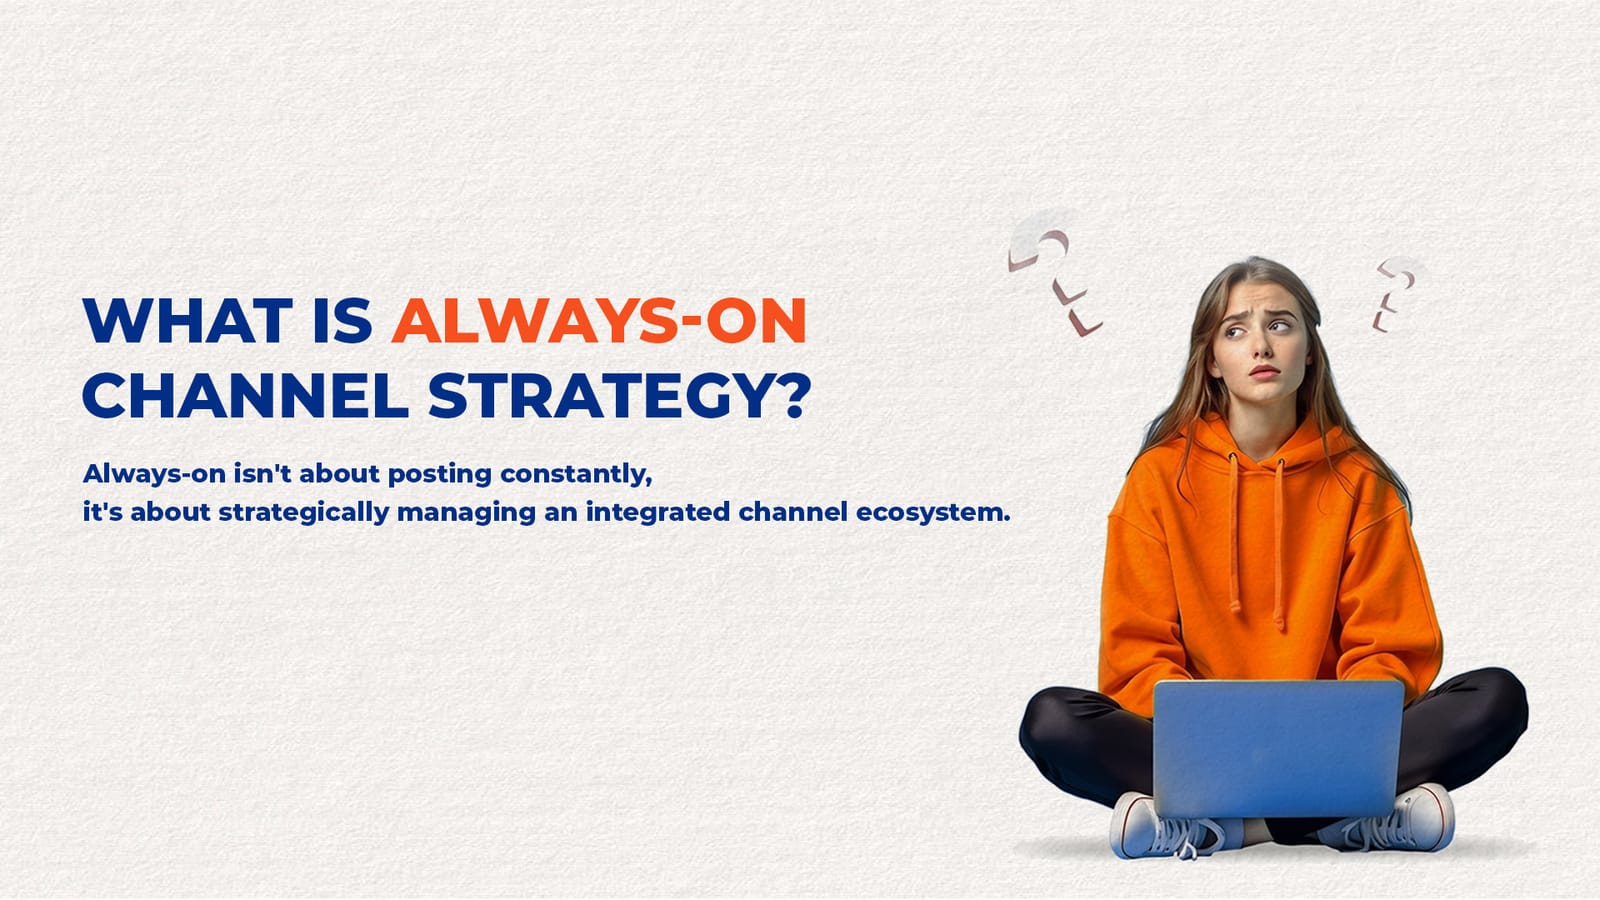 WHAT IS ALWAYS-ON
CHANNEL STRATEGY?
Always-on isn't about posting constantly,
it's about strategically managing an integrated channel ecosystem.